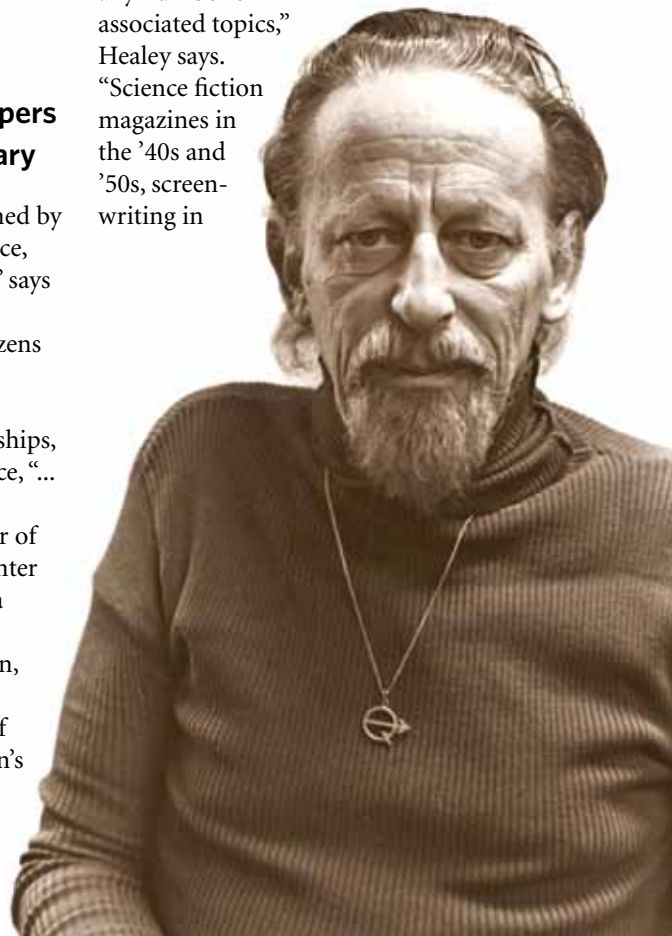 pers
ary
ned by
ce,
” says
zens
ships,
ce, “...
r of
nter
a
n,
f
n’s
associated topics,”
Healey says.
“Science fiction
magazines in
the ’40s and
’50s, screen-
writing in